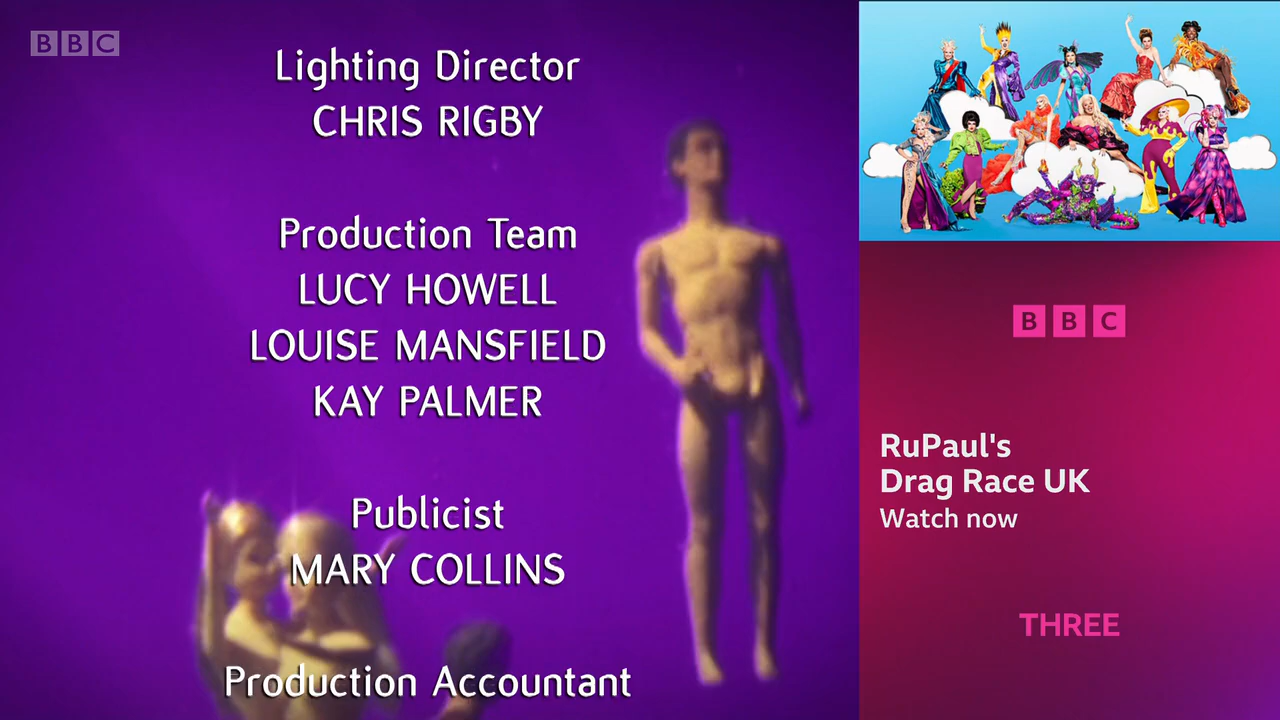 BBC
Lighting Director
CHRIS RIGBY
Production Team
LUCY HOWELL
LOUISE MANSFIELD
KAY PALMER
Publicist
MARY COLLINS
Production Accountant
BBC
RuPaul's
Drag Race UK
Watch now
THREE